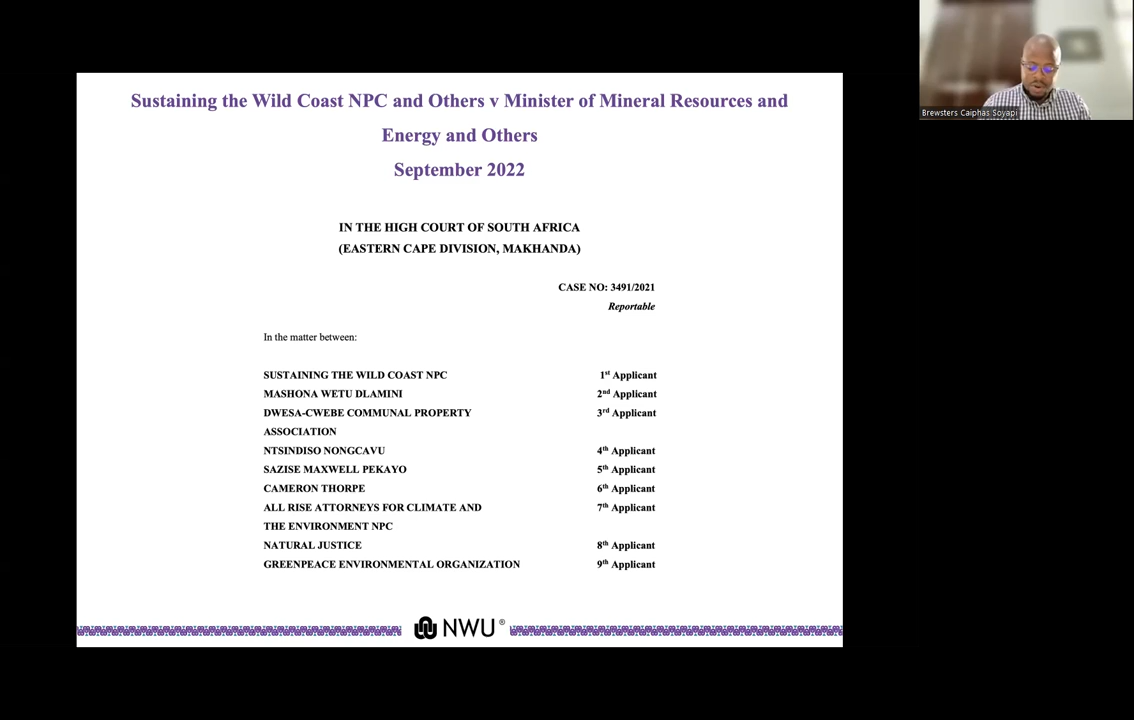 Sustaining the Wild Coast NPC and Others v Minister of Mineral Resources and
Energy and Others
September 2022
IN THE HIGH COURT OF SOUTH AFRICA
(EASTERN CAPE DIVISION, MAKHANDA)
CASE NO: 3491/2021
Reportable
In the matter between:
SUSTAINING THE WILD COAST NPC 1st Applicant
MASHONA WETU DLAMINI 2nd Applicant
DWESA-CWEBE COMMUNAL PROPERTY 3rd Applicant
ASSOCIATION
NTSINDISO NONGCAVU 4th Applicant
SAZISE MAXWELL PEKAYO 5th Applicant
CAMERON THORPE 6th Applicant
ALL RISE ATTORNEYS FOR CLIMATE AND 7th Applicant
THE ENVIRONMENT NPC
NATURAL JUSTICE 8th Applicant
GREENPEACE ENVIRONMENTAL ORGANIZATION 9th Applicant
NWU®
Brewsters Caiphas Soyapi